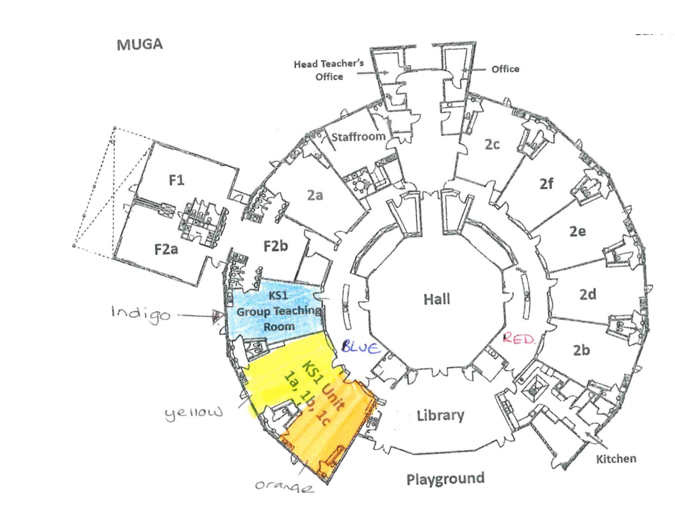 MUGA
Head Teacher's
Office
Office
Staffroom
2c
F1
2a
2f
F2a
F2b
2e
KS1
Group Teaching
Room
Indigo
Hall
2d
BLUE
RED.
2b
KS1 Unit
1a, 1b, 1c
yellow
Library
Kitchen
Playground
orange